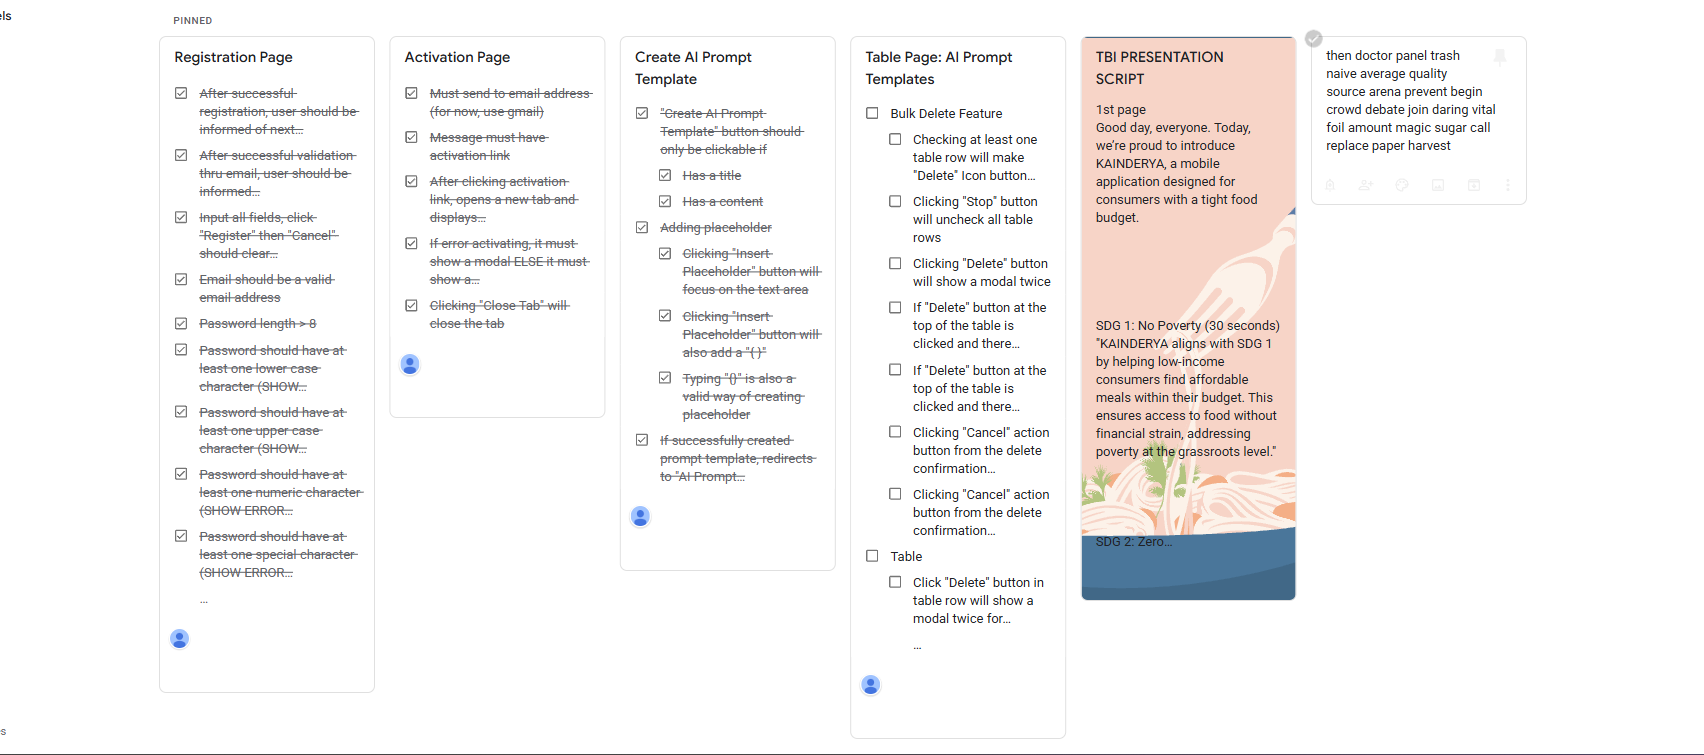 els
PINNED
Registration Page
After successful
registration, user should be
informed of next...
After successful validation
thru email, user should be
informed...
Input all fields, click
"Register" then "Cancel"
should clear...
Email should be a valid
email address
Password length > 8
Password should have at
least one lower case
character (SHOW...
Password should have at
least one upper case
character (SHOW...
Password should have at
least one numeric character
(SHOW ERROR...
Password should have at
least one special character
(SHOW ERROR...
...
Activation Page
Must send to email address
(for now, use gmail)
Message must have
activation link
After clicking activation
link, opens a new tab and
displays...
If error activating, it must
show a modal ELSE it must
show a...
Clicking "Close Tab" will
close the tab
Create AI Prompt
Template
"Create AI Prompt
Template" button should
only be clickable if
Has a title
Has a content
Adding placeholder
Clicking "Insert
Placeholder" button will
focus on the text area
Clicking "Insert
Placeholder" button will
also add a "{ }"
Typing "{}" is also a
valid way of creating
placeholder
If successfully created
prompt template, redirects
to "AI Prompt...
Table Page: AI Prompt
Templates
Bulk Delete Feature
Checking at least one
table row will make
"Delete" Icon button...
Clicking "Stop" button
will uncheck all table
rows
Clicking "Delete" button
will show a modal twice
If "Delete" button at the
top of the table is
clicked and there...
If "Delete" button at the
top of the table is
clicked and there...
Clicking "Cancel" action
button from the delete
confirmation...
Clicking "Cancel" action
button from the delete
confirmation...
Table
Click "Delete" button in
table row will show a
modal twice for...
...
TBI PRESENTATION
SCRIPT
1st page
Good day, everyone. Today,
we're proud to introduce
KAINDERYA, a mobile
application designed for
consumers with a tight food
budget.
SDG 1: No Poverty (30 seconds)
"KAINDERYA aligns with SDG 1
by helping low-income
consumers find affordable
meals within their budget. This
ensures access to food without
financial strain, addressing
poverty at the grassroots level."
SDG 2: Zero...
then doctor panel trash
naive average quality
source arena prevent begin
crowd debate join daring vital
foil amount magic sugar call
replace paper harvest